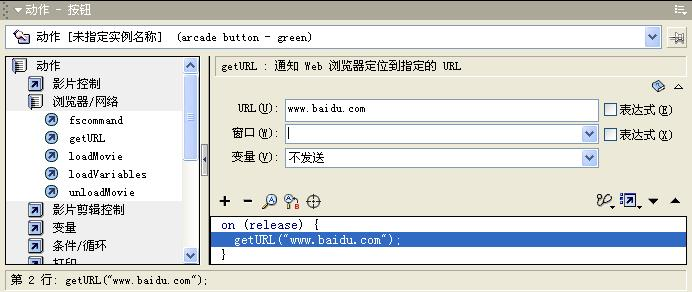 动作 - 按钮
动作 [未指定实例名称] (arcade button - green)
动作
影片控制
浏览器/网络
fscommand
getURL
loadMovie
loadVariables
unloadMovie
影片剪辑控制
变量
条件/循环
打印
getURL : 通知 Web 浏览器定位到指定的 URL
URL(U): www.baidu.com 表达式(E)
窗口(W): 表达式(X)
变量(V): 不发送
on (release) {
getURL("www.baidu.com");
}
第 2 行: getURL("www.baidu.com");